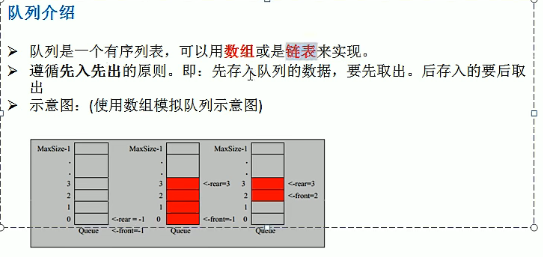 队列介绍
队列是一个有序列表，可以用数组或是链表来实现。
遵循先入先出的原则。即：先存入队列的数据，要先取出。后存入的要后取
出
示意图：(使用数组模拟队列示意图)
MaxSize-1 MaxSize-1 MaxSize-1
. . .
. . .
3 3 <-rear=3 3 <-rear=3
2 2 2 <-front=2
1 1 1
0 <-rear = -1 0 <-front=-1 0
Queue <-front=-1 Queue Queue